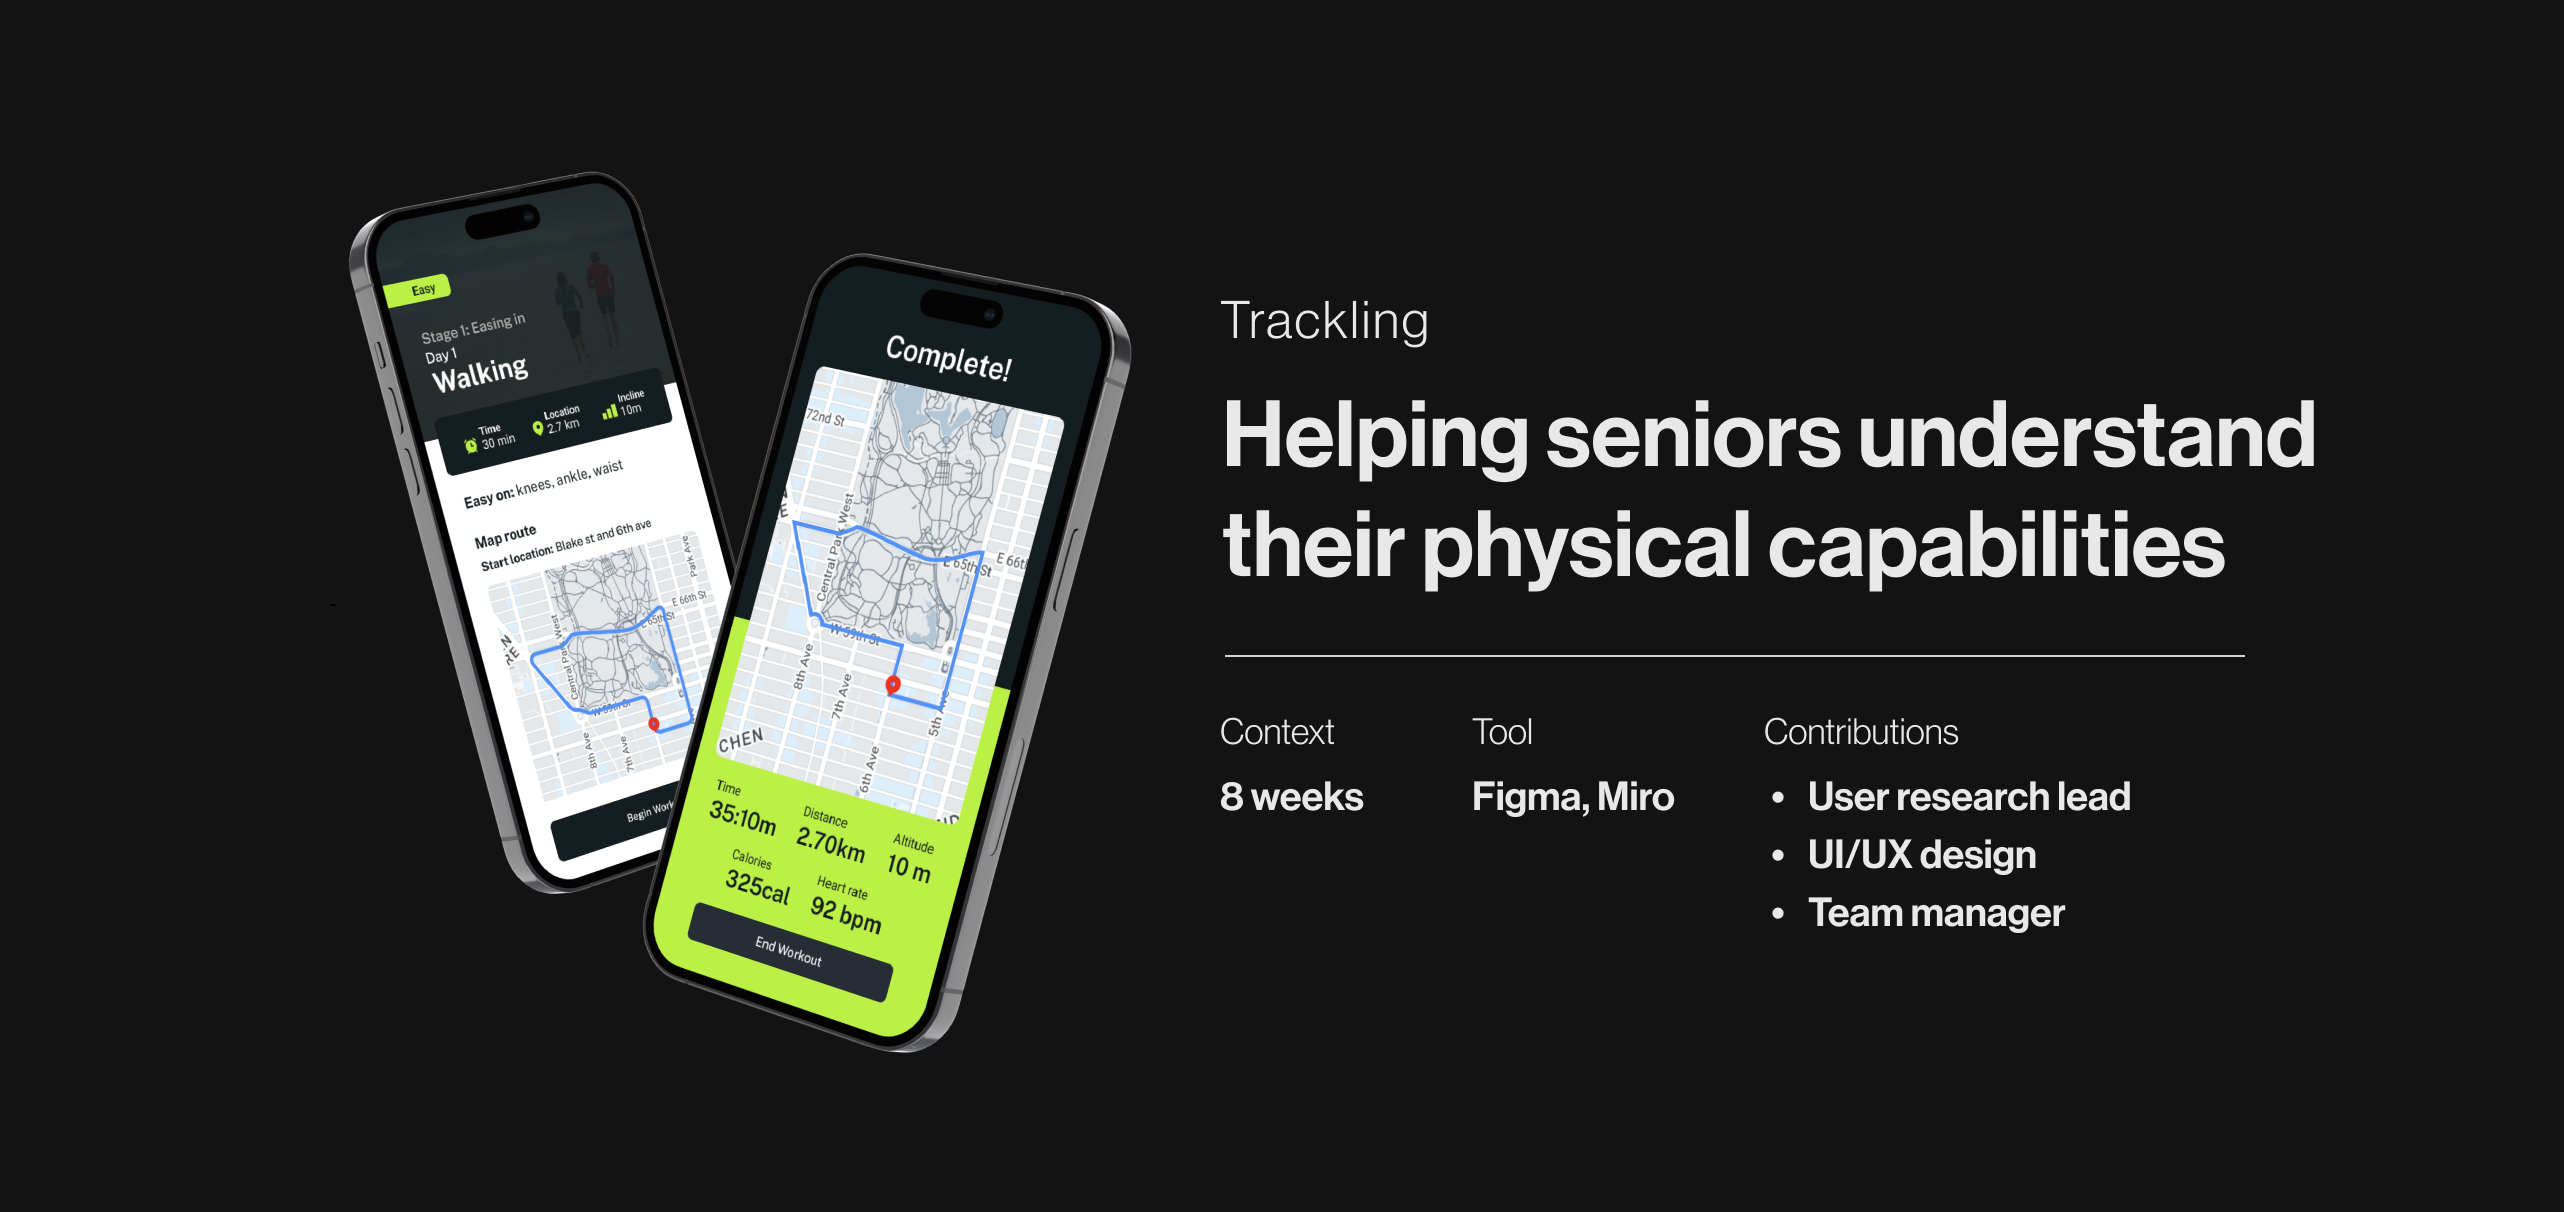 Easy
Stage 1: Easing in
Day 1
Walking
Time
30 min
Location
2.7 km
Incline
10m
Easy on: knees, ankle, waist
Map route
Start location: Blake st and 6th ave
Park Ave
E 66th St
E 65th St
Central Pa
West
W 59th St
8th Ave
7th Ave
Begin Work
Complete!
72nd St
Central Park West
E 65th St
E 66th
W 59th St
8th Ave
7th Ave
6th Ave
5th Ave
CHEN
Time
35:10m
Distance
2.70km
Altitude
10 m
Calories
325cal
Heart rate
92 bpm
End Workout
Trackling
Helping seniors understand
their physical capabilities
Context
8 weeks
Tool
Figma, Miro
Contributions
• User research lead
• UI/UX design
• Team manager